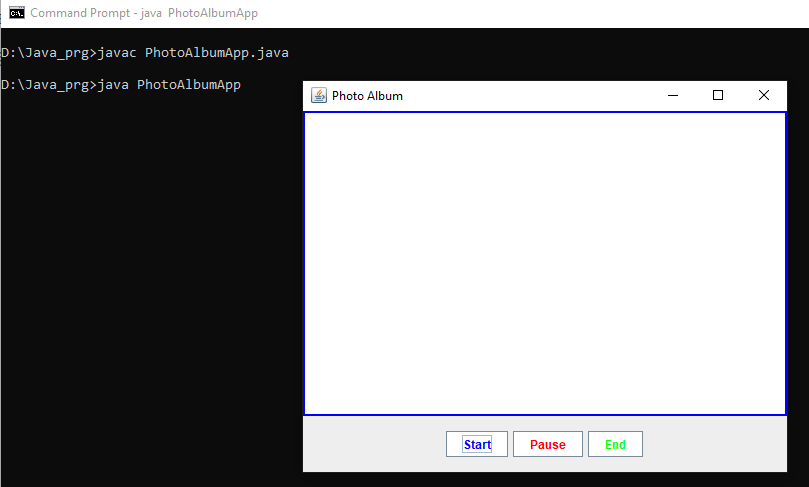 Command Prompt - java  PhotoAlbumApp
D:\Java_prg>javac PhotoAlbumApp.java
D:\Java_prg>java PhotoAlbumApp
Photo Album
Start Pause End